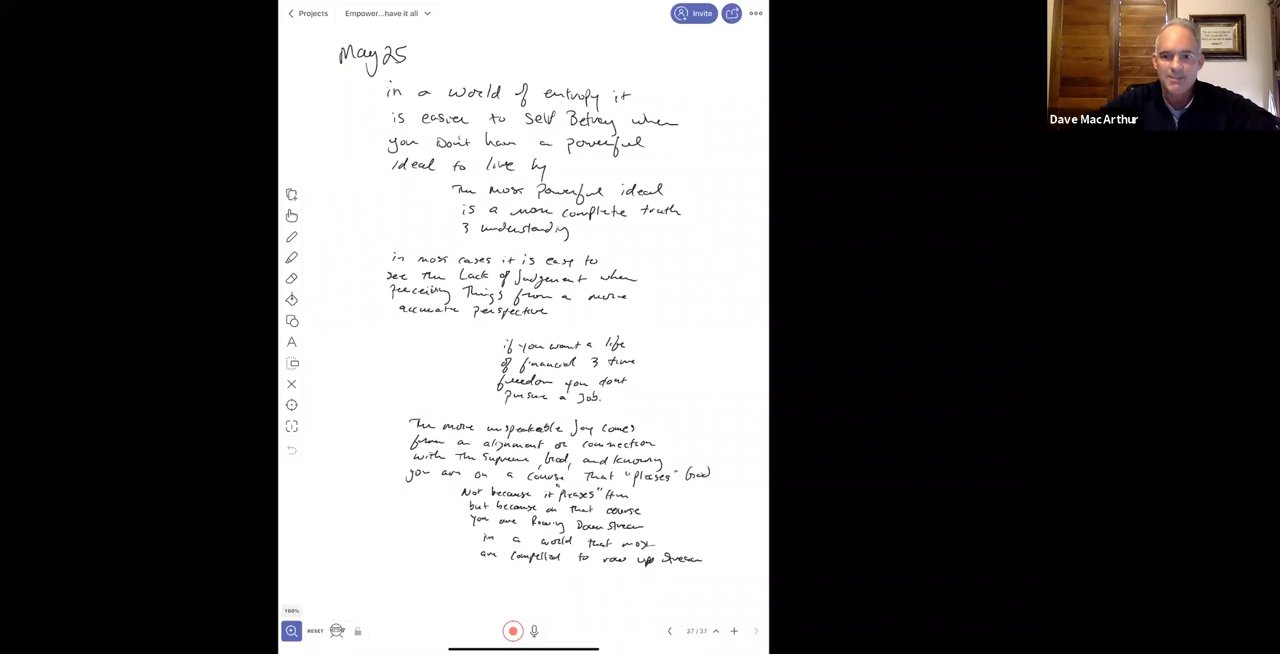 Projects
Empower...have it all
Invite
May 25
in a world of entropy it
is easier to Self Betray when
you Don't have a powerful
ideal to live by
The most powerful ideal
is a more complete truth
& understanding
in most cases it is easy to
see the Lack of Judgement when
perceiving Things from a more
accurate perspective
if you want a life
of financial & time
freedom you dont
pursue a Job.
The more unspeakable Joy comes
from an alignment or connection
with The Supreme, God, and knowing
you are on a course That "pleases" God
Not because it "pleases" Him
but because on that course
you are Rowing Down Stream
in a world that most
are compelled to row up stream
100%
RESET
37 / 37
Dave MacArthur